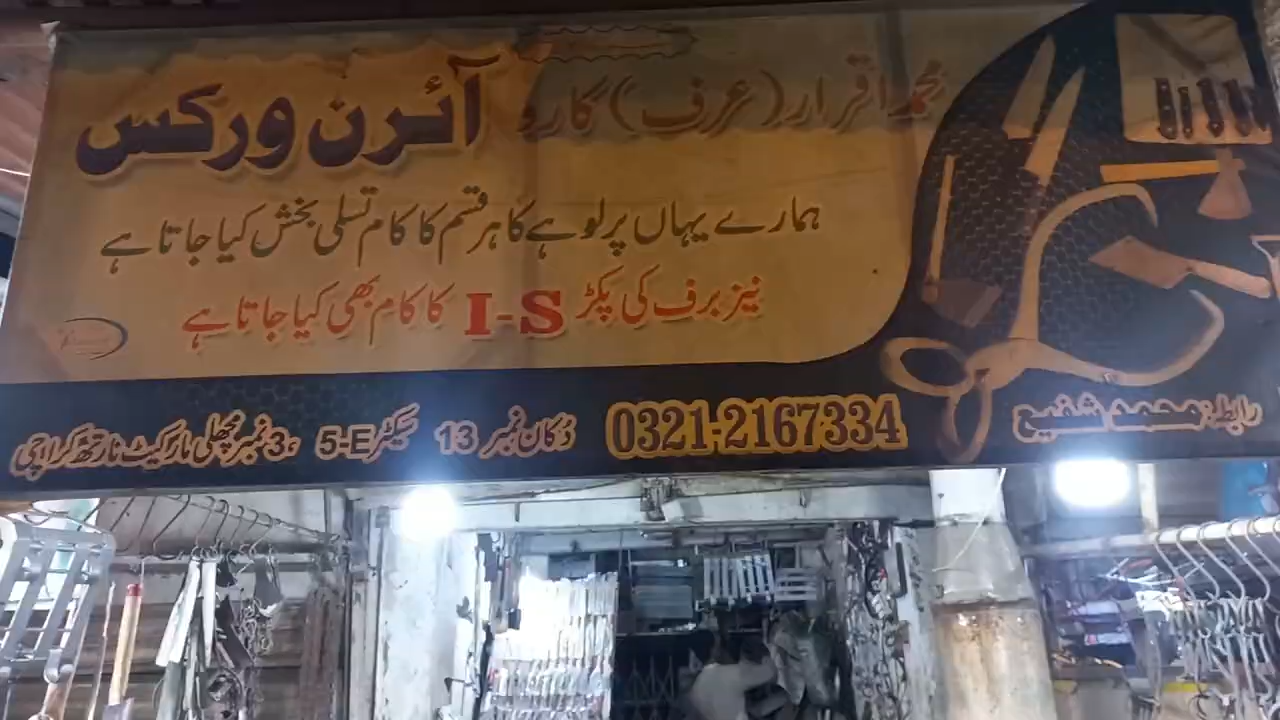 محمد اقرار (عرف) کارو آئرن ورکس
ہمارے یہاں پر لوہے کا ہر قسم کا کام تسلی بخش کیا جاتا ہے
نیز برف کی پکڑ I-S کا کام بھی کیا جاتا ہے
رابطہ: محمد شفیع 0321-2167334 دکان نمبر 13 سیکٹر 5-E، 3 نمبر مچھلی مارکیٹ نارتھ کراچی